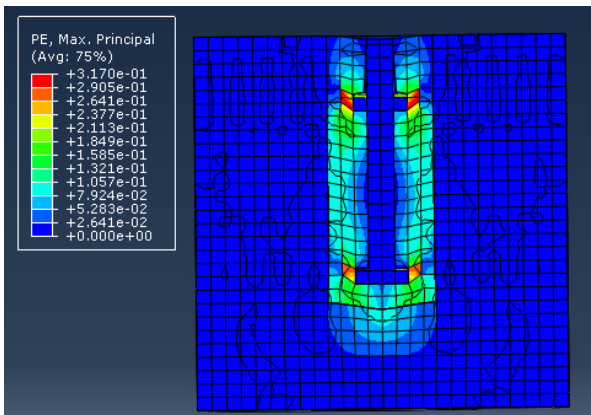 PE, Max. Principal
(Avg: 75%)
+3.170e-01
+2.905e-01
+2.641e-01
+2.377e-01
+2.113e-01
+1.849e-01
+1.585e-01
+1.321e-01
+1.057e-01
+7.924e-02
+5.283e-02
+2.641e-02
+0.000e+00